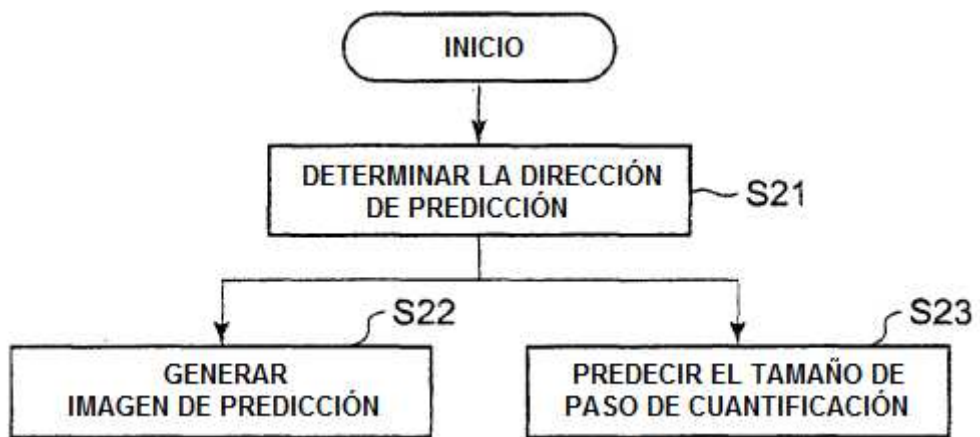 INICIO
DETERMINAR LA DIRECCIÓN
DE PREDICCIÓN
S21
S22
S23
GENERAR
IMAGEN DE PREDICCIÓN
PREDECIR EL TAMAÑO DE
PASO DE CUANTIFICACIÓN